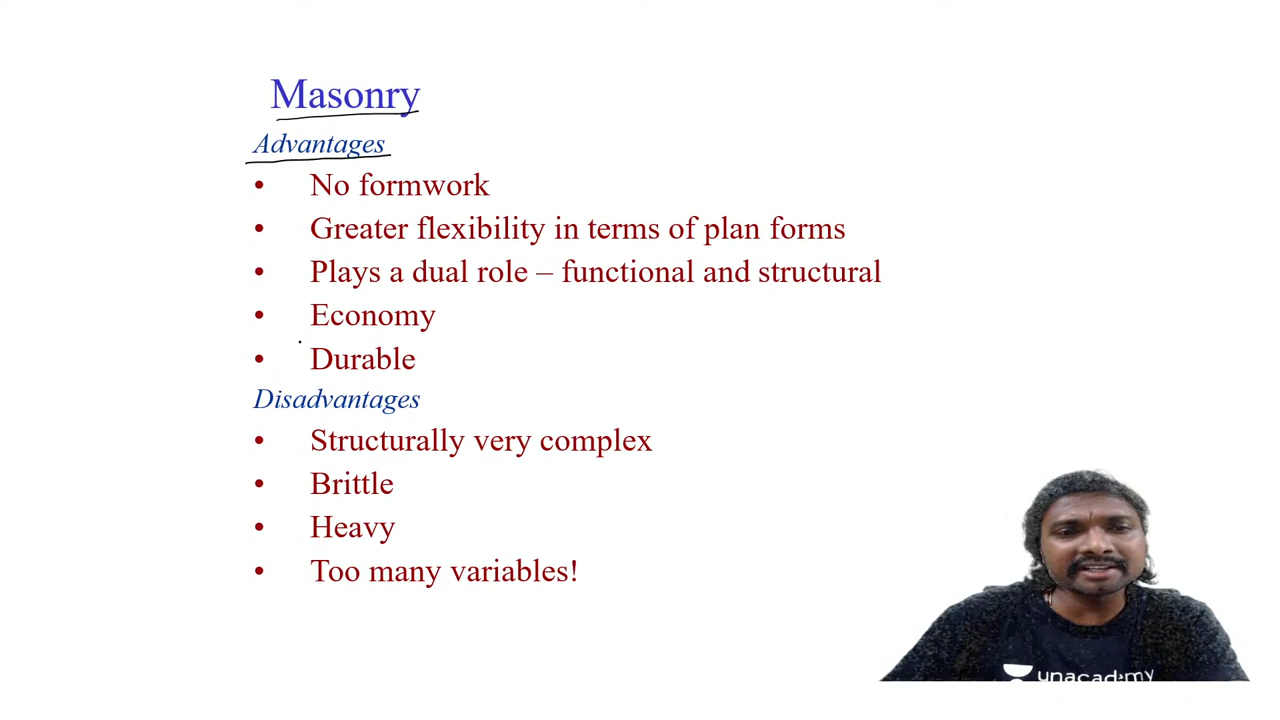 Masonry
Advantages
• No formwork
• Greater flexibility in terms of plan forms
• Plays a dual role – functional and structural
• Economy
• Durable
Disadvantages
• Structurally very complex
• Brittle
• Heavy
• Too many variables!
unacademy